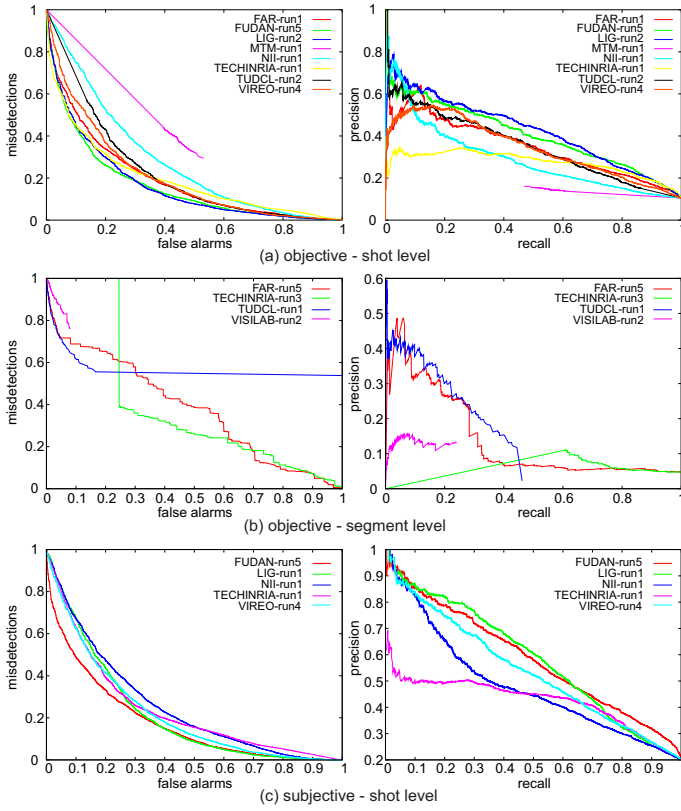 1
0.8
0.6
0.4
0.2
0
misdetections
0 0.1 0.2 0.3 0.4 0.5 0.6 0.7 0.8 0.9 1
false alarms
FAR-run1
FUDAN-run5
LIG-run2
MTM-run1
NII-run1
TECHINRIA-run1
TUDCL-run2
VIREO-run4
1
0.8
0.6
0.4
0.2
0
precision
0 0.2 0.4 0.6 0.8 1
recall
FAR-run1
FUDAN-run5
LIG-run2
MTM-run1
NII-run1
TECHINRIA-run1
TUDCL-run2
VIREO-run4
(a) objective - shot level
1
0.8
0.6
0.4
0.2
0
misdetections
0 0.1 0.2 0.3 0.4 0.5 0.6 0.7 0.8 0.9 1
false alarms
FAR-run5
TECHINRIA-run3
TUDCL-run1
VISILAB-run2
0.6
0.5
0.4
0.3
0.2
0.1
0
precision
0 0.2 0.4 0.6 0.8 1
recall
FAR-run5
TECHINRIA-run3
TUDCL-run1
VISILAB-run2
(b) objective - segment level
1
0.8
0.6
0.4
0.2
0
misdetections
0 0.1 0.2 0.3 0.4 0.5 0.6 0.7 0.8 0.9 1
false alarms
FUDAN-run5
LIG-run1
NII-run1
TECHINRIA-run1
VIREO-run4
1
0.9
0.8
0.7
0.6
0.5
0.4
0.3
0.2
precision
0 0.1 0.2 0.3 0.4 0.5 0.6 0.7 0.8 0.9 1
recall
FUDAN-run5
LIG-run1
NII-run1
TECHINRIA-run1
VIREO-run4
(c) subjective - shot level